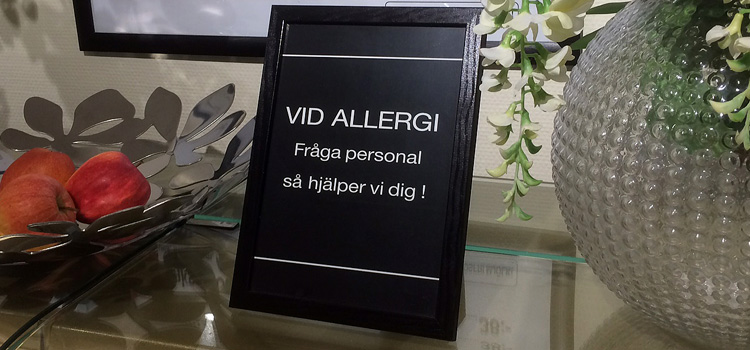 VID ALLERGI
Fråga personal
så hjälper vi dig !